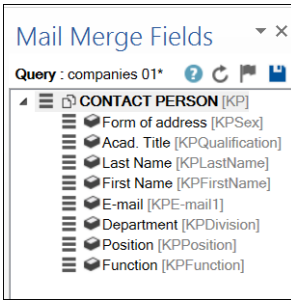 Mail Merge Fields
Query : companies 01*
CONTACT PERSON [KP]
Form of address [KPSex]
Acad. Title [KPQualification]
Last Name [KPLastName]
First Name [KPFirstName]
E-mail [KPE-mail1]
Department [KPDivision]
Position [KPPosition]
Function [KPFunction]